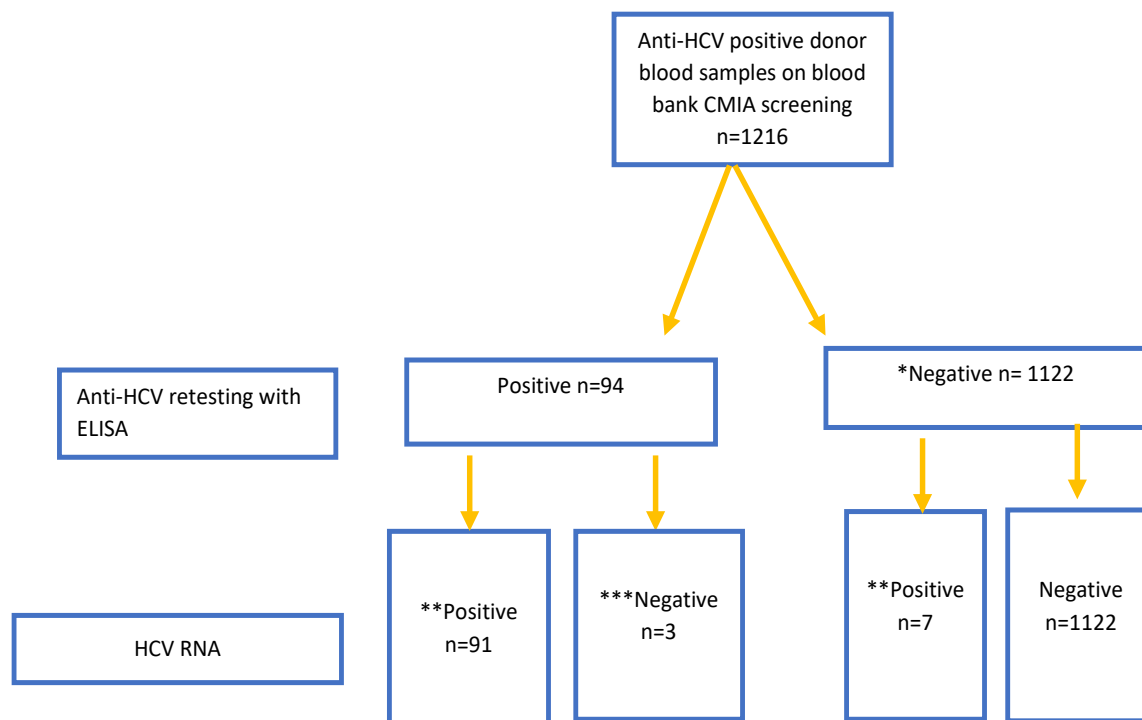 Anti-HCV positive donor
blood samples on blood
bank CMIA screening
n=1216
Anti-HCV retesting with
ELISA
Positive n=94
*Negative n= 1122
HCV RNA
**Positive
n=91
***Negative
n=3
**Positive
n=7
Negative
n=1122